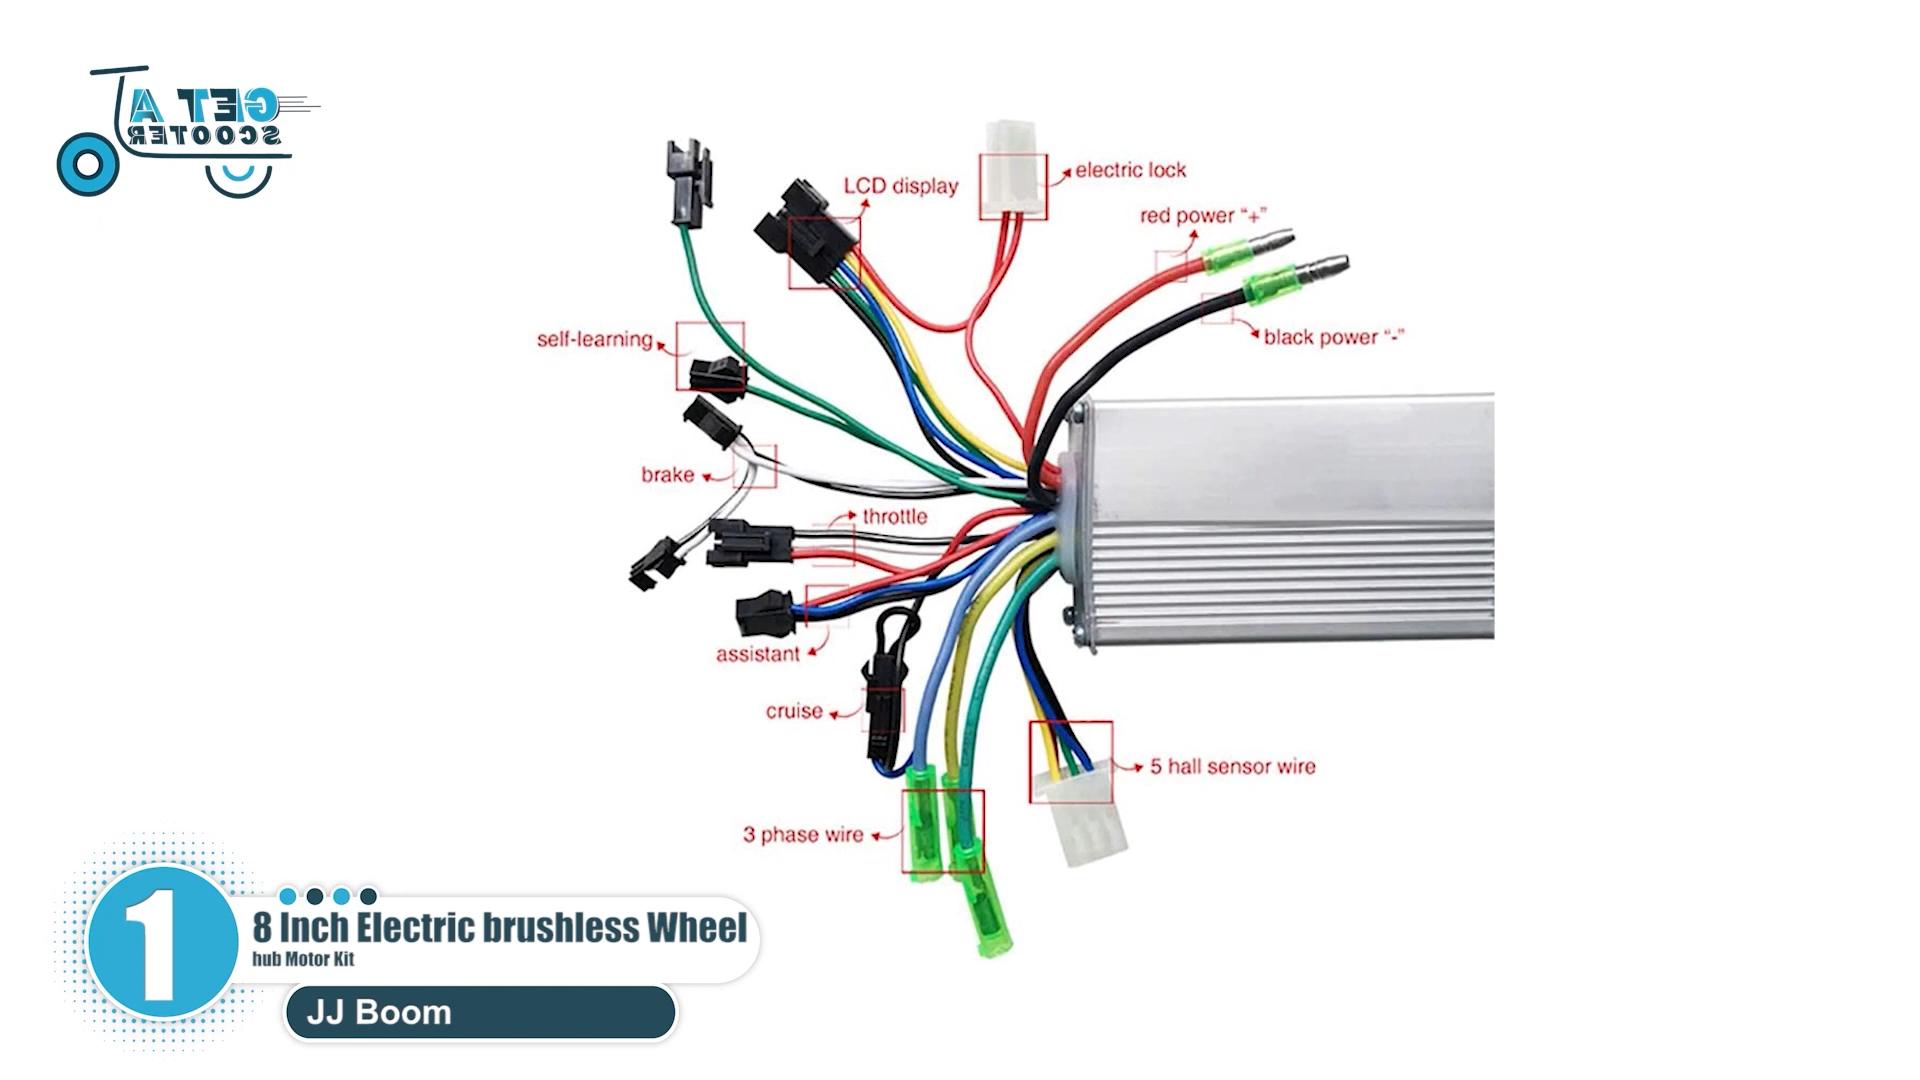 GET A
SCOOTER
electric lock
LCD display
red power “+”
black power “-”
self-learning
brake
throttle
assistant
cruise
5 hall sensor wire
3 phase wire
1
8 Inch Electric brushless Wheel
hub Motor Kit
JJ Boom